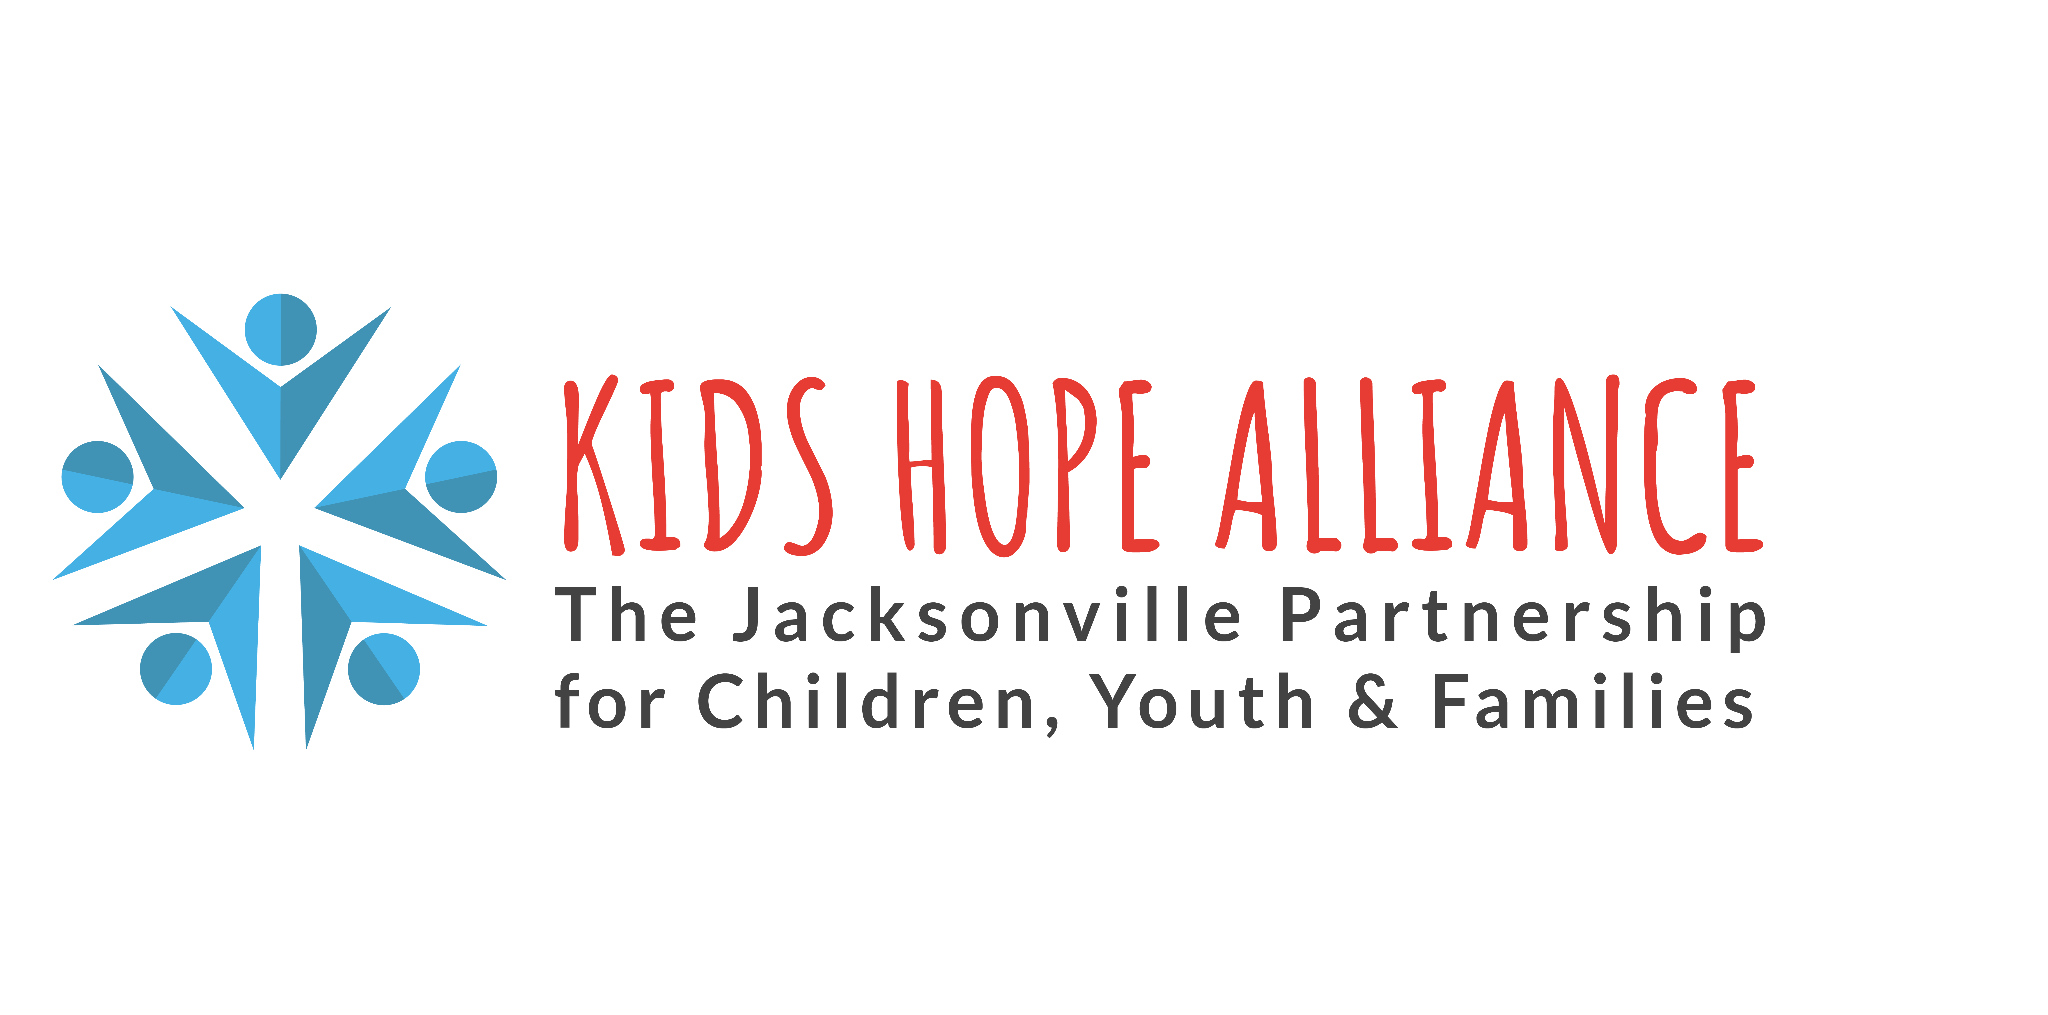 KIDS HOPE ALLIANCE
The Jacksonville Partnership
for Children, Youth & Families